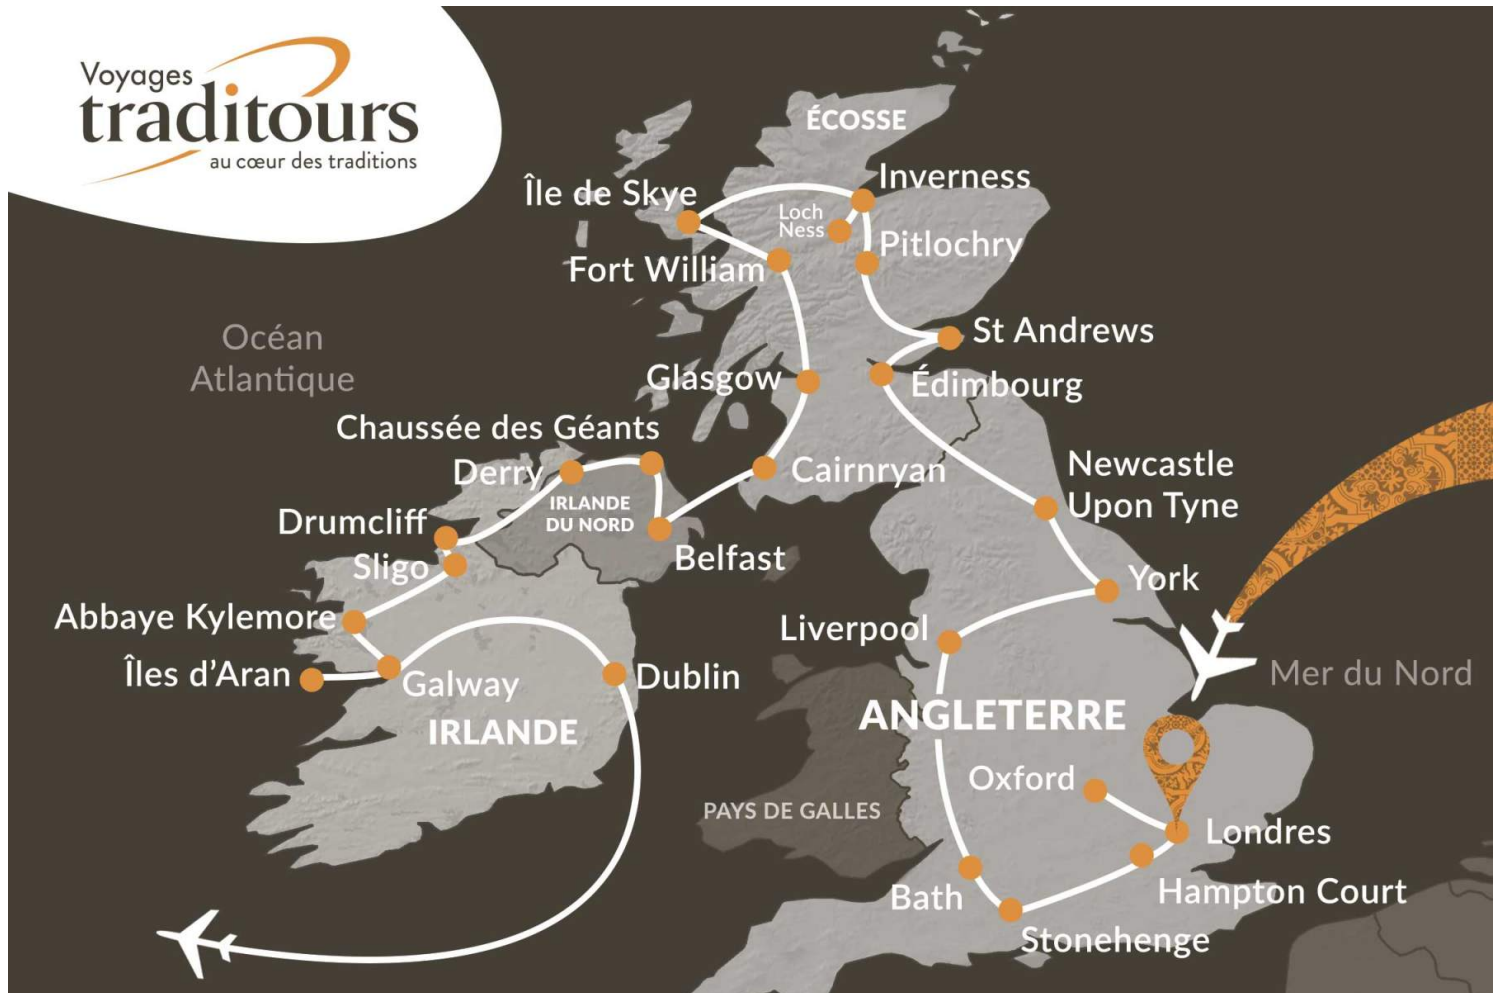 Voyages
traditours
au cœur des traditions
ÉCOSSE
Inverness
Île de Skye
Loch
Ness
Pitlochry
Fort William
Océan
Atlantique
St Andrews
Glasgow
Édimbourg
Chaussée des Géants
Derry
Cairnryan
Newcastle
Upon Tyne
IRLANDE
DU NORD
Drumcliff
Belfast
Sligo
York
Abbaye Kylemore
Liverpool
Îles d'Aran
Galway
Dublin
Mer du Nord
IRLANDE
ANGLETERRE
Oxford
PAYS DE GALLES
Londres
Bath
Hampton Court
Stonehenge